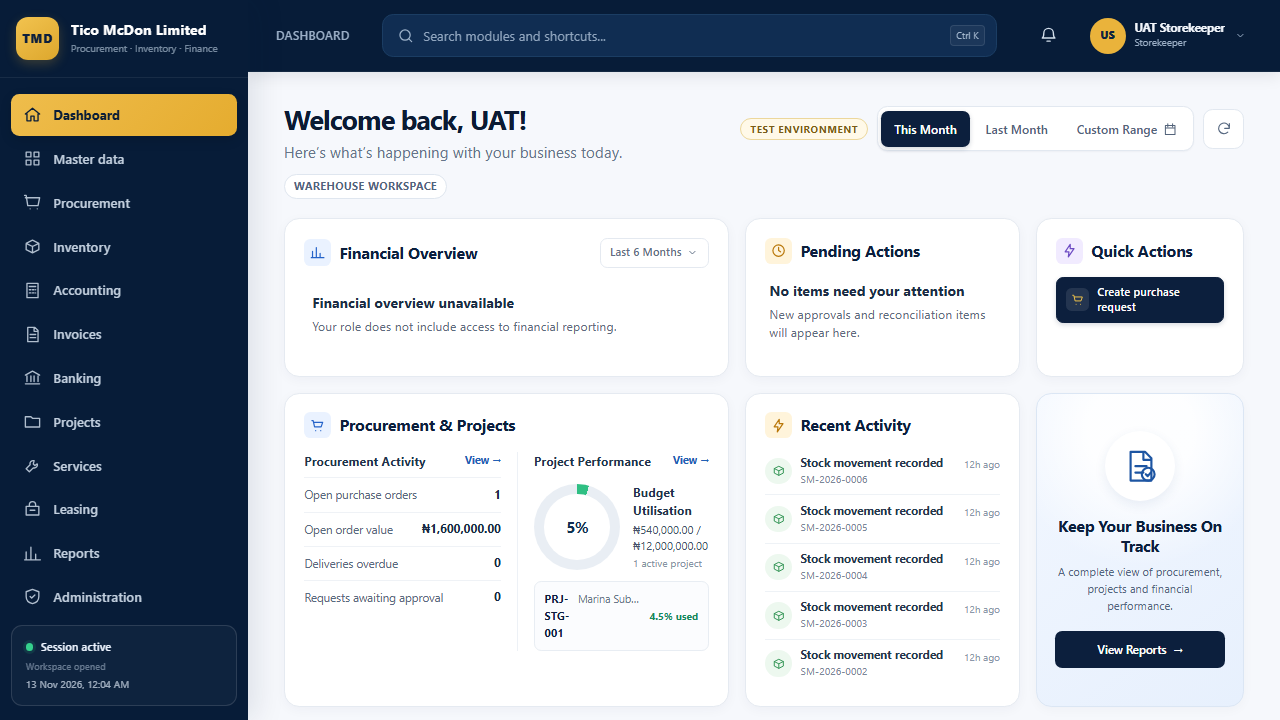 TMD
Tico McDon Limited
Procurement · Inventory · Finance
DASHBOARD
Search modules and shortcuts...
Ctrl K
US
UAT Storekeeper
Storekeeper
Dashboard
Master data
Procurement
Inventory
Accounting
Invoices
Banking
Projects
Services
Leasing
Reports
Administration
Session active
Workspace opened
13 Nov 2026, 12:04 AM
Welcome back, UAT!
Here's what's happening with your business today.
WAREHOUSE WORKSPACE
TEST ENVIRONMENT
This Month
Last Month
Custom Range
Financial Overview
Last 6 Months
Financial overview unavailable
Your role does not include access to financial reporting.
Pending Actions
No items need your attention
New approvals and reconciliation items
will appear here.
Quick Actions
Create purchase
request
Procurement & Projects
Procurement Activity
View →
Open purchase orders 1
Open order value ₦1,600,000.00
Deliveries overdue 0
Requests awaiting approval 0
Project Performance
View →
5%
Budget
Utilisation
₦540,000.00 /
₦12,000,000.00
1 active project
PRJ-
STG-
001
Marina Sub...
4.5% used
Recent Activity
Stock movement recorded 12h ago
SM-2026-0006
Stock movement recorded 12h ago
SM-2026-0005
Stock movement recorded 12h ago
SM-2026-0004
Stock movement recorded 12h ago
SM-2026-0003
Stock movement recorded 12h ago
SM-2026-0002
Keep Your Business On
Track
A complete view of procurement,
projects and financial
performance.
View Reports →